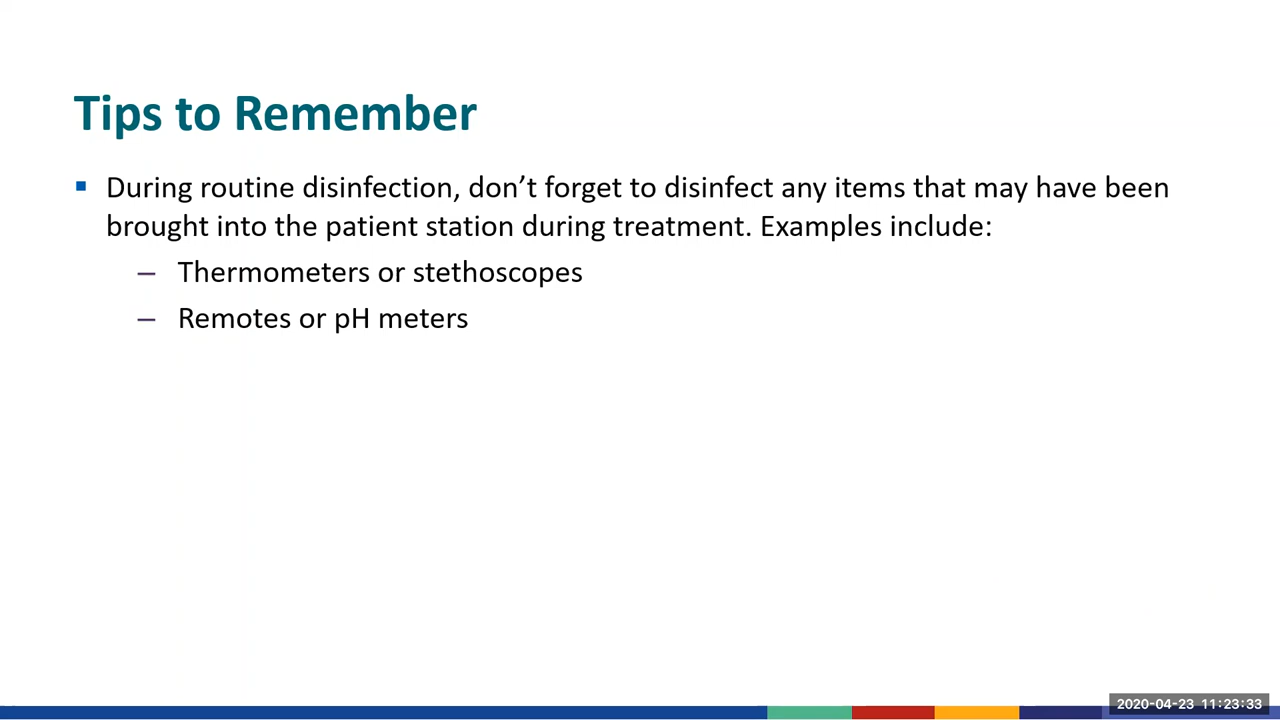 Tips to Remember
▪ During routine disinfection, don’t forget to disinfect any items that may have been
brought into the patient station during treatment. Examples include:
– Thermometers or stethoscopes
– Remotes or pH meters
2020-04-23 11:23:33